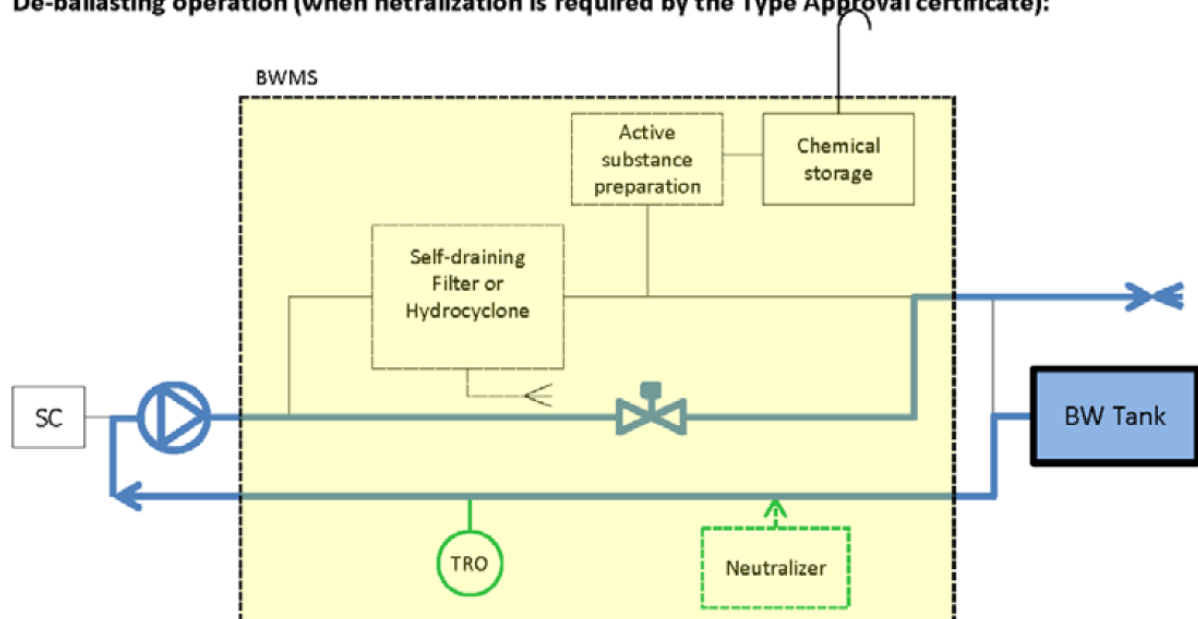 De-ballasting operation (when netralization is required by the Type Approval certificate):
BWMS
Active
substance
preparation
Chemical
storage
Self-draining
Filter or
Hydrocyclone
SC
BW Tank
TRO
Neutralizer